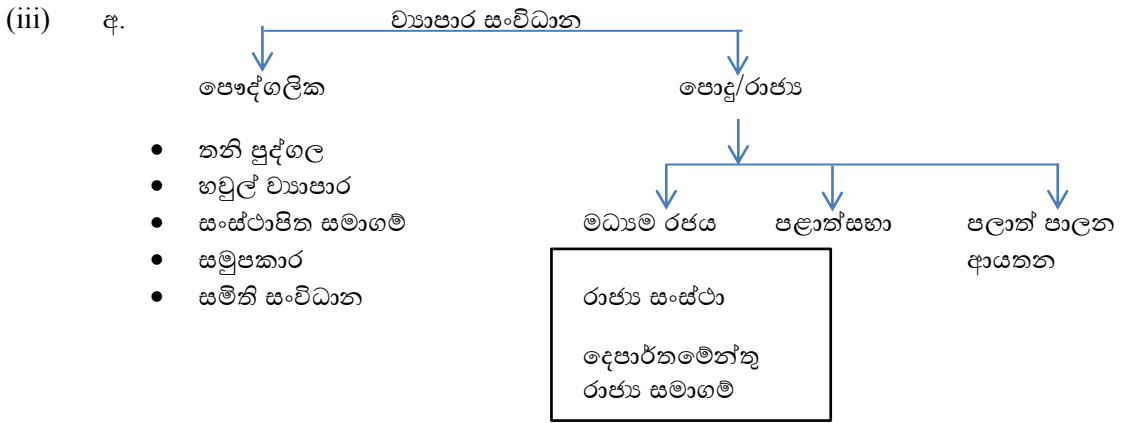 (iii) අ. ව්‍යාපාර සංවිධාන
පෞද්ගලික පොදු/රාජ්‍ය
• තනි පුද්ගල
• හවුල් ව්‍යාපාර
• සංස්ථාපිත සමාගම් මධ්‍යම රජය පළාත්සභා පලාත් පාලන
• සමුපකාර ආයතන
• සමිති සංවිධාන රාජ්‍ය සංස්ථා
දෙපාර්තමේන්තු
රාජ්‍ය සමාගම්